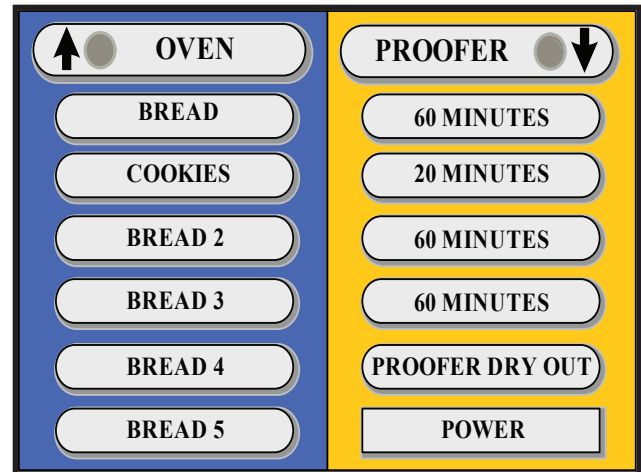 OVEN
BREAD
COOKIES
BREAD 2
BREAD 3
BREAD 4
BREAD 5
PROOFER
60 MINUTES
20 MINUTES
60 MINUTES
60 MINUTES
PROOFER DRY OUT
POWER